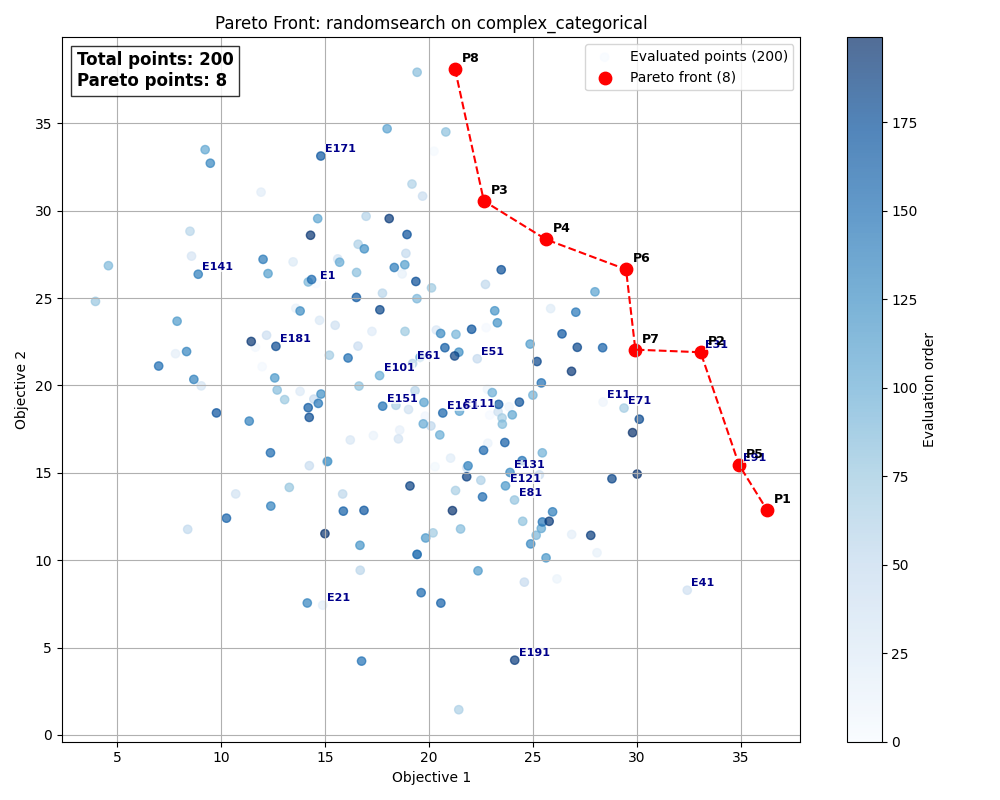 Pareto Front: randomsearch on complex_categorical
Total points: 200
Pareto points: 8
Evaluated points (200)
Pareto front (8)
P8
P3
P4
P6
P7
P2
E31
P5
E91
P1
E171
E141
E1
E181
E61
E51
E101
E151
E161
E111
E11
E71
E131
E121
E81
E41
E21
E191
35
30
25
20
15
10
5
0
5
10
15
20
25
30
35
Objective 1
Objective 2
175
150
125
100
75
50
25
0
Evaluation order